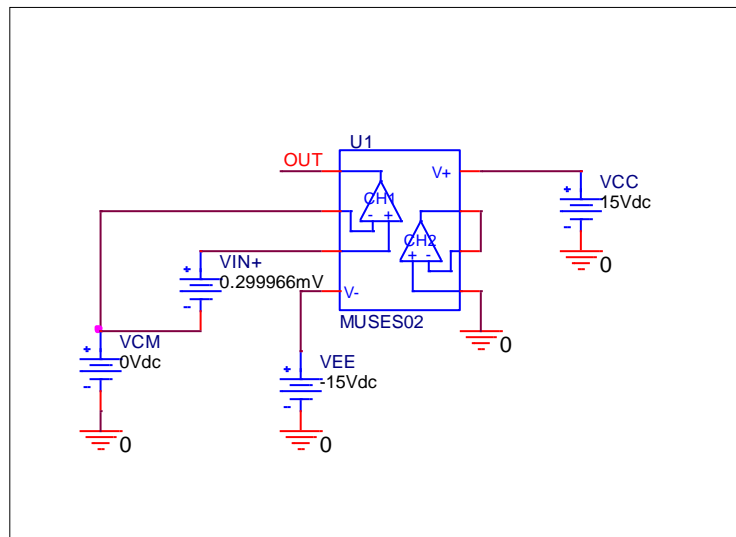 U1
OUT
V+
CH1
- +
VCC
15Vdc
+
-
0
CH2
+ -
VIN+
0.299966mV
+
-
V-
MUSES02
0
VCM
0Vdc
+
-
0
VEE
-15Vdc
+
-
0